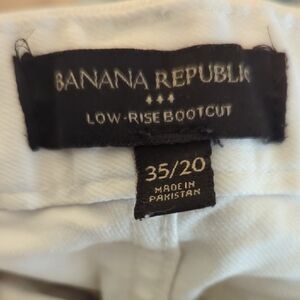 BANANA REPUBLIC
LOW-RISE BOOTCUT
35/20
MADE IN
PAKISTAN